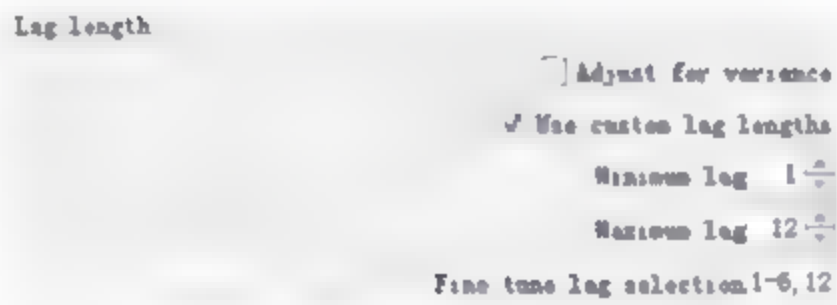 Lag length
Adjust for variance
Use custom lag lengths
Minimum lag 1
Maximum lag 12
Fine tune lag selection 1-6, 12